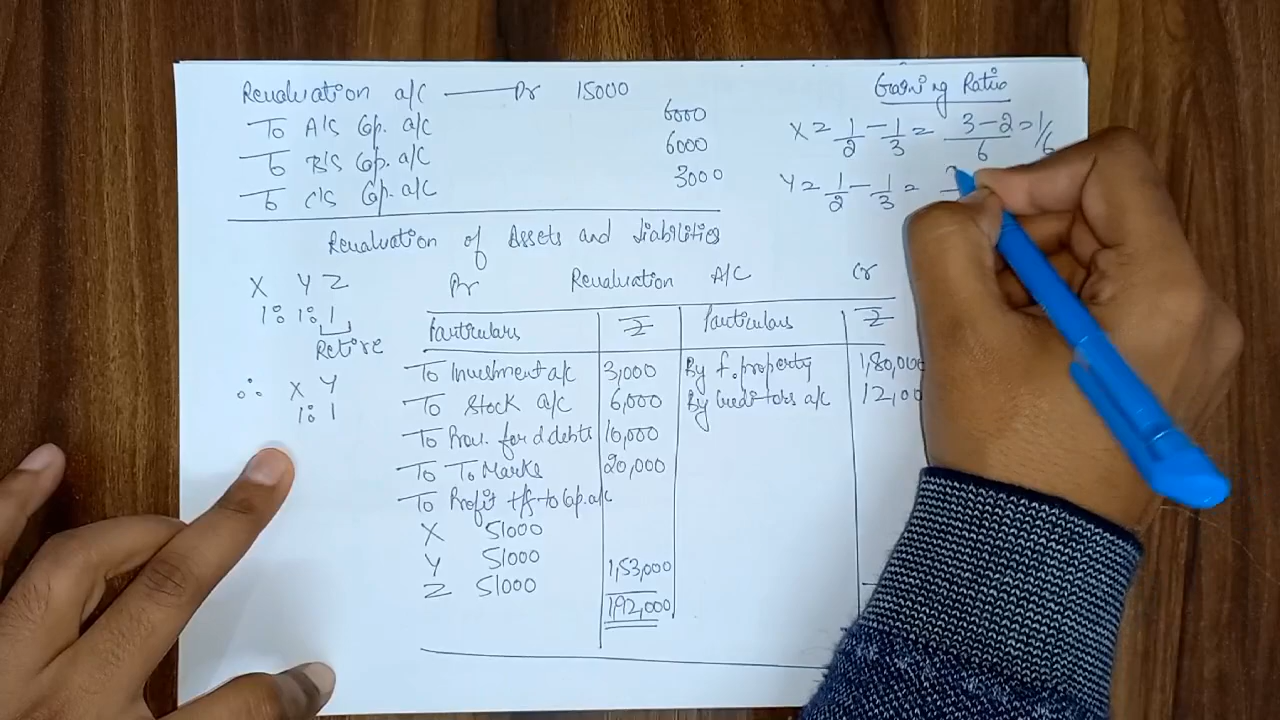 Revaluation a/c —— Dr 15000
To A's Cap. a/c 6000
To B's Cap. a/c 6000
To C's Cap. a/c 3000
Gaining Ratio
X = 1/2 - 1/3 = 3-2/6 = 1/6
Y = 1/2 - 1/3 =
Revaluation of Assets and Liabilities
X Y Z
1:1:1
Retire
∴ X Y
1:1
Dr Revaluation A/C Cr
Particulars ₹ Particulars ₹
To Investment a/c 3,000 By f. property 1,80,000
To Stock a/c 6,000 By Creditors a/c 12,00
To Prov. for d debts 10,000
To T. Marks 20,000
To Profit t/f to Cap. a/c
X 51000
Y 51000
Z 51000 1,53,000
192,000